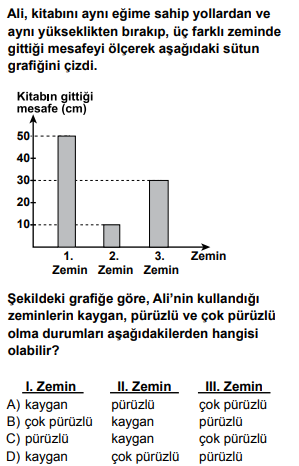 Ali, kitabını aynı eğime sahip yollardan ve
aynı yükseklikten bırakıp, üç farklı zeminde
gittiği mesafeyi ölçerek aşağıdaki sütun
grafiğini çizdi.
Kitabın gittiği
mesafe (cm)
50
40
30
20
10
1. 2. 3. Zemin
Zemin Zemin Zemin
Şekildeki grafiğe göre, Ali’nin kullandığı
zeminlerin kaygan, pürüzlü ve çok pürüzlü
olma durumları aşağıdakilerden hangisi
olabilir?
I. Zemin II. Zemin III. Zemin
A) kaygan pürüzlü çok pürüzlü
B) çok pürüzlü kaygan pürüzlü
C) pürüzlü kaygan çok pürüzlü
D) kaygan çok pürüzlü pürüzlü